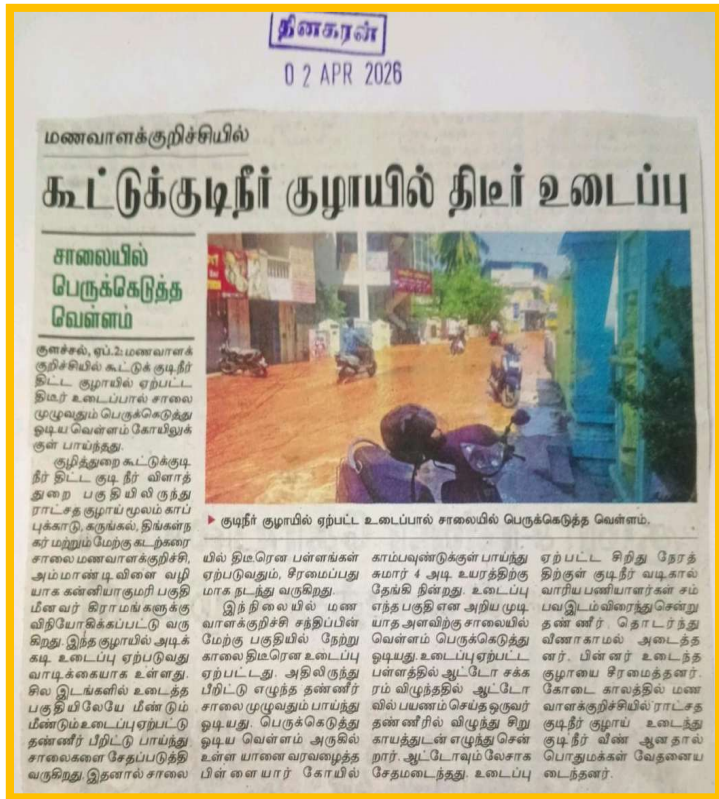 தினகரன்
02 APR 2026
மணவாளக்குறிச்சியில்
கூட்டுக்குடிநீர் குழாயில் திடீர் உடைப்பு
சாலையில்
பெருக்கெடுத்த
வெள்ளம்
குளச்சல், ஏப்.2: மணவாளக்
குறிச்சியில் கூட்டுக் குடிநீர்
திட்ட குழாயில் ஏற்பட்ட
திடீர் உடைப்பால் சாலை
முழுவதும் பெருக்கெடுத்து
ஓடிய வெள்ளம் கோயிலுக்
குள் பாய்ந்தது.
குழித்துறை கூட்டுக்குடி
நீர் திட்ட குடி நீர் விளாத்
துறை பகுதியிலிருந்து
ராட்சத குழாய் மூலம் காப்
புக்காடு, கருங்கல், திங்கள்ந
கர் மற்றும் மேற்கு கடற்கரை
சாலை மணவாளக்குறிச்சி,
அம்மாண்டிவிளை வழி
யாக கன்னியாகுமரி பகுதி
மீனவர் கிராமங்களுக்கு
விநியோகிக்கப்பட்டு வரு
கிறது. இந்த குழாயில் அடிக்
கடி உடைப்பு ஏற்படுவது
வாடிக்கையாக உள்ளது.
சில இடங்களில் உடைத்த
பகுதியிலேயே மீண்டும்
மீண்டும் உடைப்பு ஏற்பட்டு
தண்ணீர் பீறிட்டு பாய்ந்து
சாலைகளை சேதப்படுத்தி
வருகிறது. இதனால் சாலை
▶ குடிநீர் குழாயில் ஏற்பட்ட உடைப்பால் சாலையில் பெருக்கெடுத்த வெள்ளம்.
யில் திடீரென பள்ளங்கள்
ஏற்படுவதும், சீரமைப்பது
மாக நடந்து வருகிறது.
இந்நிலையில் மண
வாளக்குறிச்சி சந்திப்பின்
மேற்கு பகுதியில் நேற்று
காலை திடீரென உடைப்பு
ஏற்பட்டது. அதிலிருந்து
பீறிட்டு எழுந்த தண்ணீர்
சாலை முழுவதும் பாய்ந்து
ஓடியது. பெருக்கெடுத்து
ஓடிய வெள்ளம் அருகில்
உள்ள யானை வரவழைத்த
பிள்ளையார் கோயில்
காம்பவுண்டுக்குள் பாய்ந்து
சுமார் 4 அடி உயரத்திற்கு
தேங்கி நின்றது. உடைப்பு
எந்த பகுதி என அறிய முடி
யாத அளவிற்கு சாலையில்
வெள்ளம் பெருக்கெடுத்து
ஓடியது. உடைப்பு ஏற்பட்ட
பள்ளத்தில் ஆட்டோ சக்க
ரம் விழுந்ததில் ஆட்டோ
வில் பயணம் செய்த ஒருவர்
தண்ணீரில் விழுந்து சிறு
காயத்துடன் எழுந்து சென்
றார். ஆட்டோவும் லேசாக
சேதமடைந்தது. உடைப்பு
ஏற்பட்ட சிறிது நேரத்
திற்குள் குடிநீர் வடிகால்
வாரிய பணியாளர்கள் சம்
பவ இடம் விரைந்து சென்று
தண்ணீர் தொடர்ந்து
வீணாகாமல் அடைத்த
னர். பின்னர் உடைந்த
குழாயை சீரமைத்தனர்.
கோடை காலத்தில் மண
வாளக்குறிச்சியில் ராட்சத
குடிநீர் குழாய் உடைந்து
குடிநீர் வீண் ஆனதால்
பொதுமக்கள் வேதனைய
டைந்தனர்.